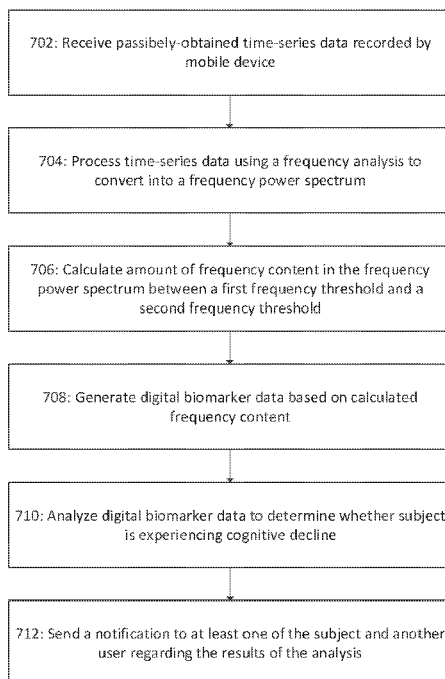 702: Receive passibely-obtained time-series data recorded by
mobile device
704: Process time-series data using a frequency analysis to
convert into a frequency power spectrum
706: Calculate amount of frequency content in the frequency
power spectrum between a first frequency threshold and a
second frequency threshold
708: Generate digital biomarker data based on calculated
frequency content
710: Analyze digital biomarker data to determine whether subject
is experiencing cognitive decline
712: Send a notification to at least one of the subject and another
user regarding the results of the analysis